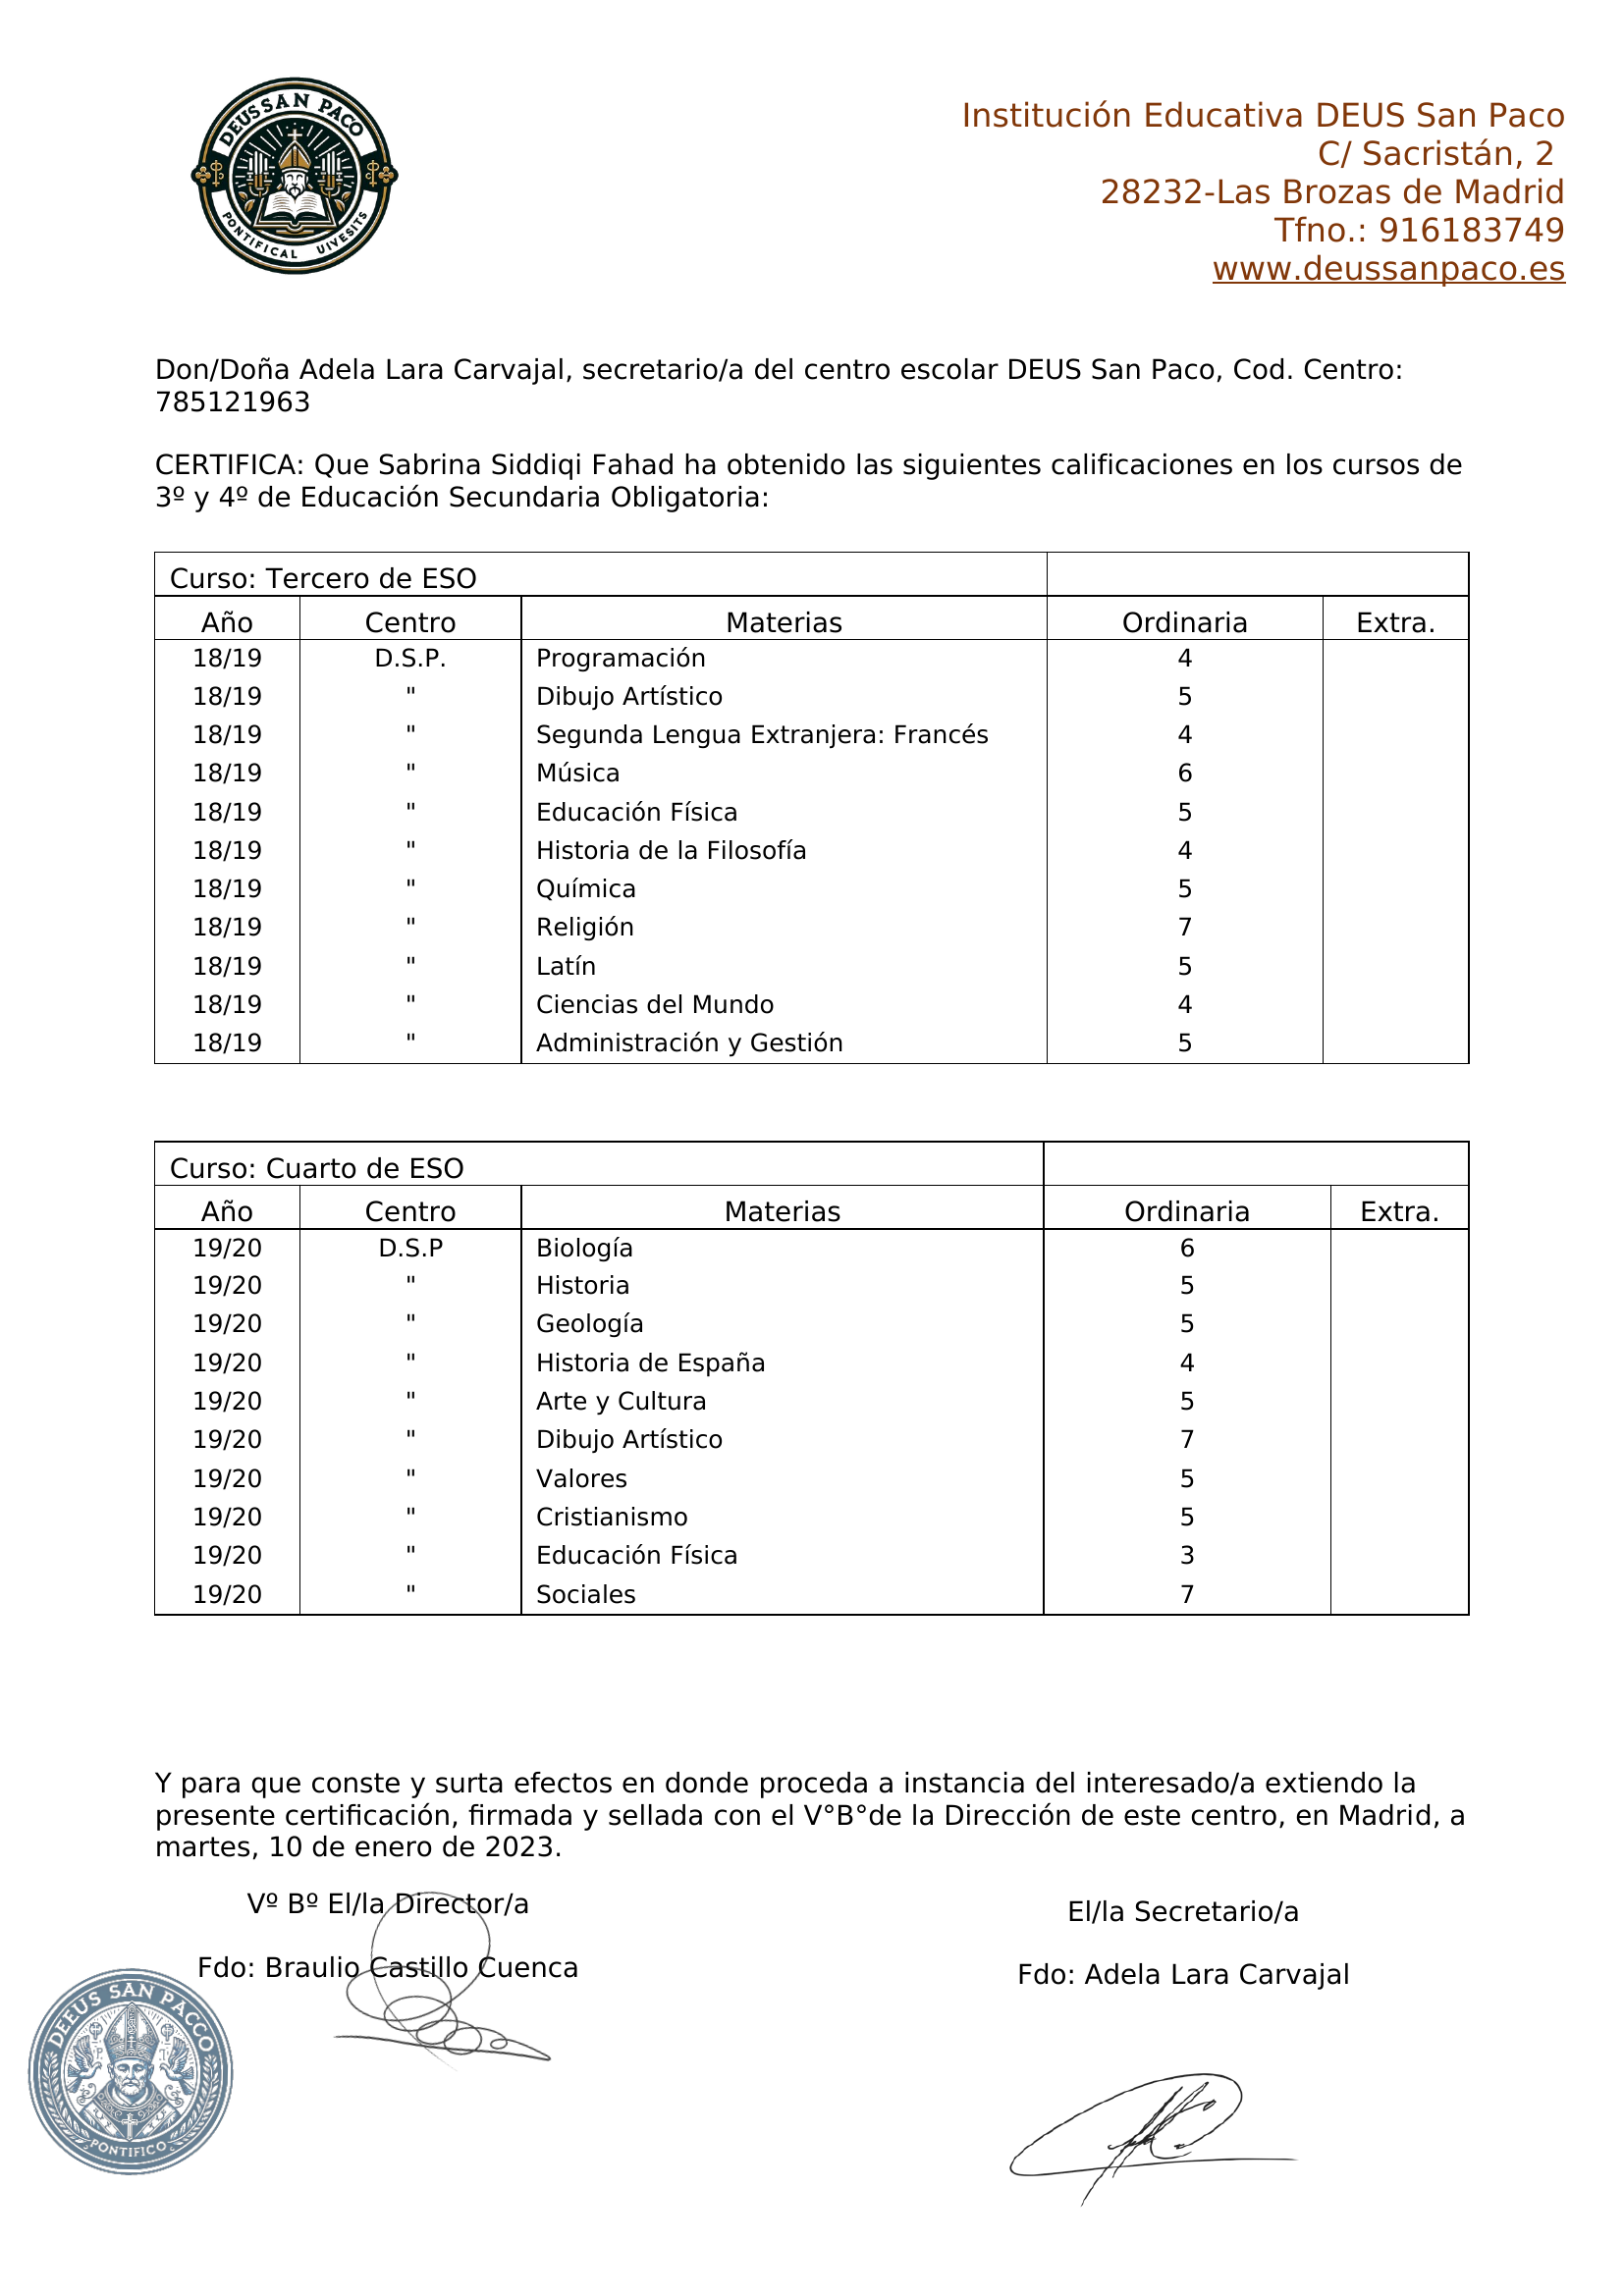 DEUSSAN PACO
PONTIFICAL UIVESITS
Institución Educativa DEUS San Paco
C/ Sacristán, 2
28232-Las Brozas de Madrid
Tfno.: 916183749
www.deussanpaco.es
Don/Doña Adela Lara Carvajal, secretario/a del centro escolar DEUS San Paco, Cod. Centro:
785121963
CERTIFICA: Que Sabrina Siddiqi Fahad ha obtenido las siguientes calificaciones en los cursos de
3º y 4º de Educación Secundaria Obligatoria:
Curso: Tercero de ESO
Año Centro Materias Ordinaria Extra.
18/19 D.S.P. Programación 4
18/19 " Dibujo Artístico 5
18/19 " Segunda Lengua Extranjera: Francés 4
18/19 " Música 6
18/19 " Educación Física 5
18/19 " Historia de la Filosofía 4
18/19 " Química 5
18/19 " Religión 7
18/19 " Latín 5
18/19 " Ciencias del Mundo 4
18/19 " Administración y Gestión 5
Curso: Cuarto de ESO
Año Centro Materias Ordinaria Extra.
19/20 D.S.P Biología 6
19/20 " Historia 5
19/20 " Geología 5
19/20 " Historia de España 4
19/20 " Arte y Cultura 5
19/20 " Dibujo Artístico 7
19/20 " Valores 5
19/20 " Cristianismo 5
19/20 " Educación Física 3
19/20 " Sociales 7
Y para que conste y surta efectos en donde proceda a instancia del interesado/a extiendo la
presente certificación, firmada y sellada con el V°B°de la Dirección de este centro, en Madrid, a
martes, 10 de enero de 2023.
Vº Bº El/la Director/a
El/la Secretario/a
Fdo: Braulio Castillo Cuenca
Fdo: Adela Lara Carvajal
DEEUS SAN PACCO
PONTIFICO